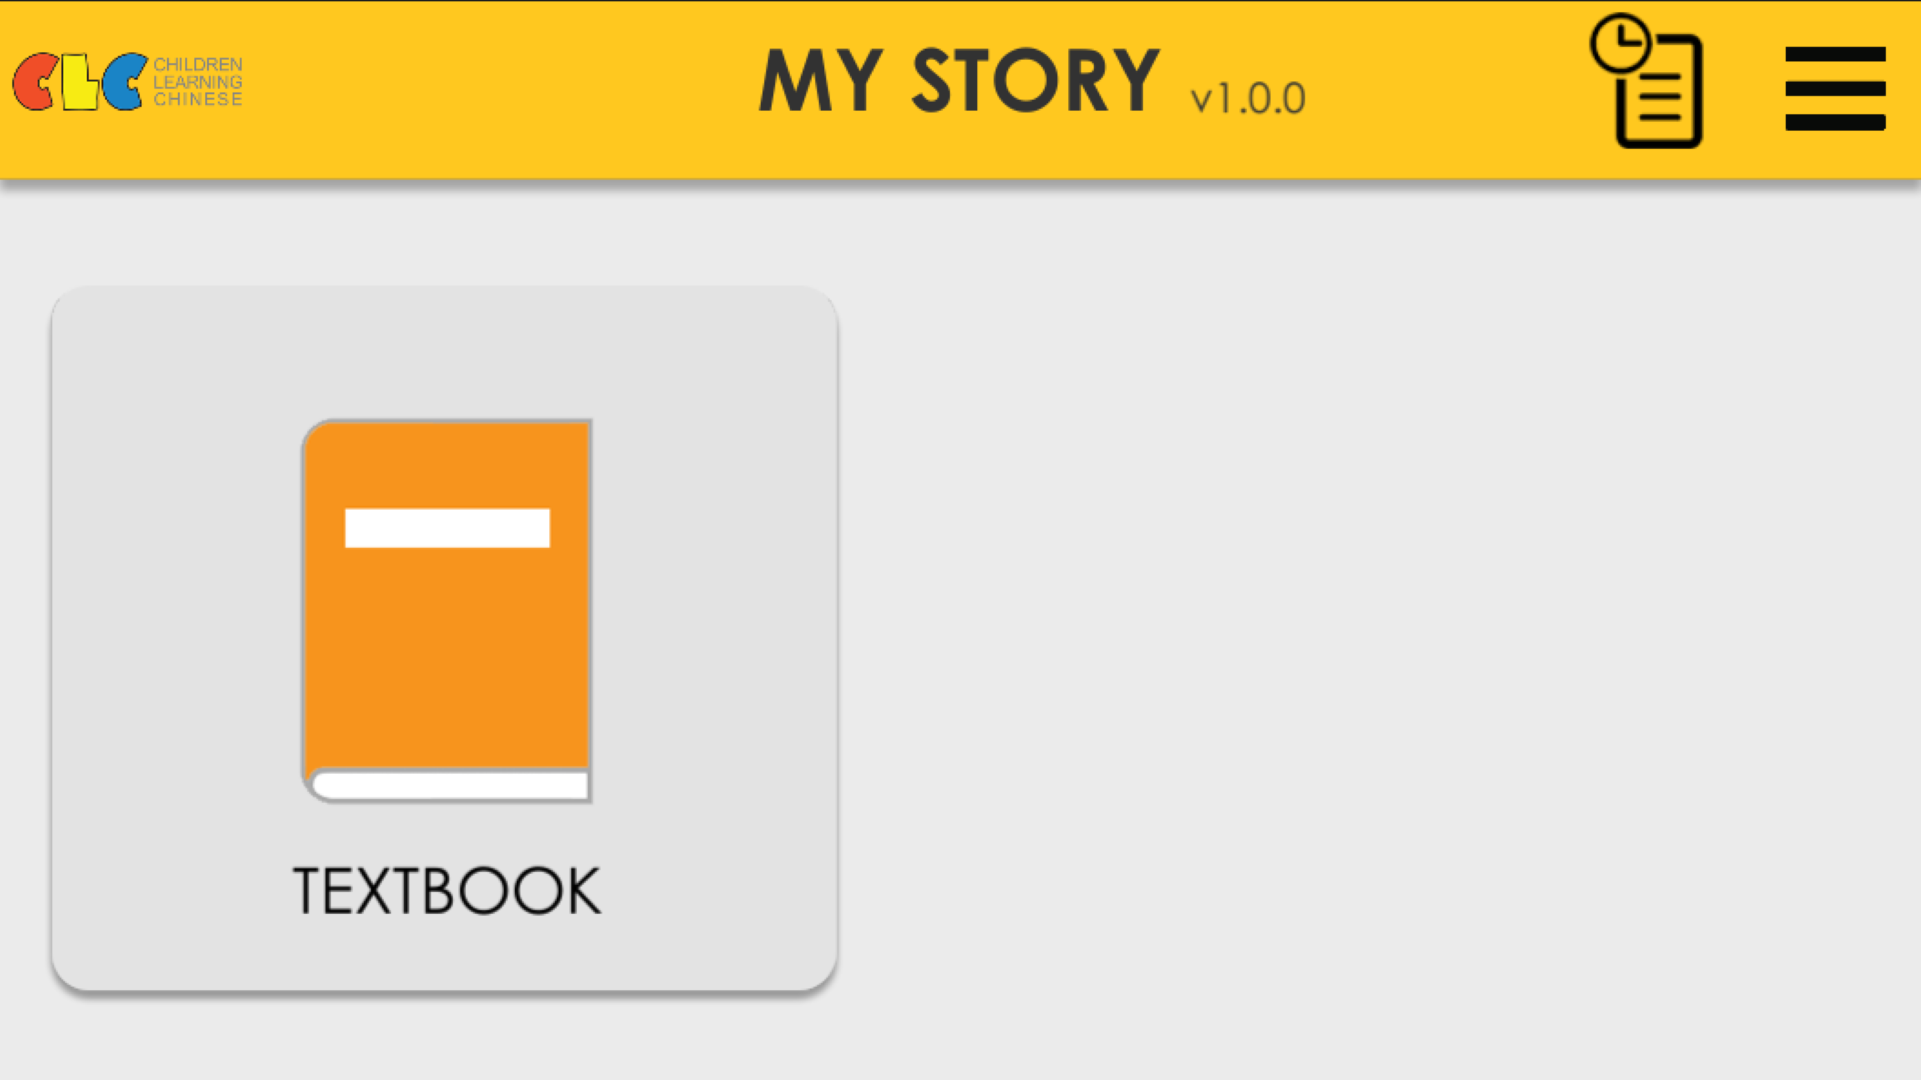 CLC
CHILDREN
LEARNING
CHINESE
MY STORY v1.0.0
TEXTBOOK